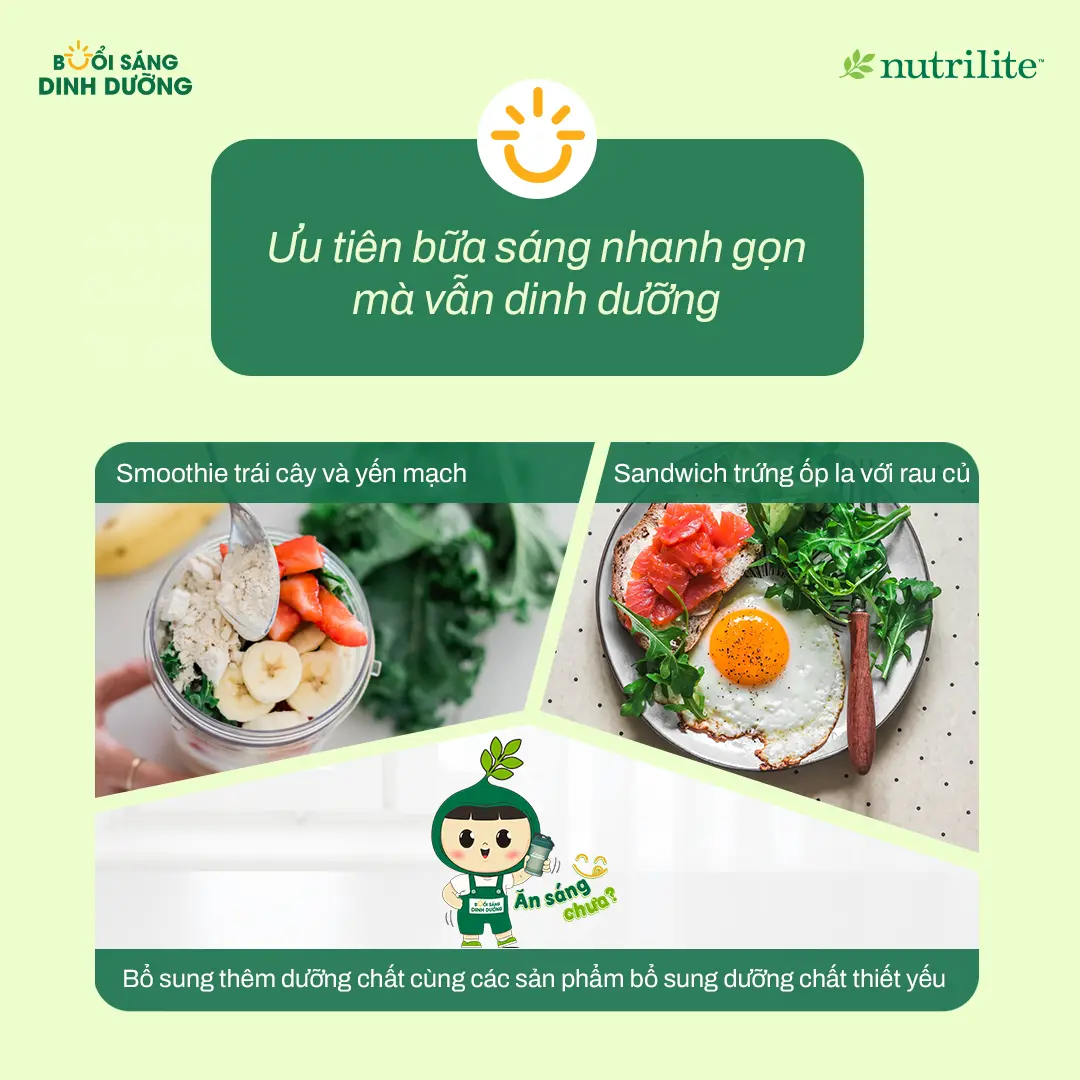 BUỔI SÁNG
DINH DƯỠNG
nutrilite™
Ưu tiên bữa sáng nhanh gọn
mà vẫn dinh dưỡng
Smoothie trái cây và yến mạch
Sandwich trứng ốp la với rau củ
BUỔI SÁNG
DINH DƯỠNG
Ăn sáng
chưa?
Bổ sung thêm dưỡng chất cùng các sản phẩm bổ sung dưỡng chất thiết yếu